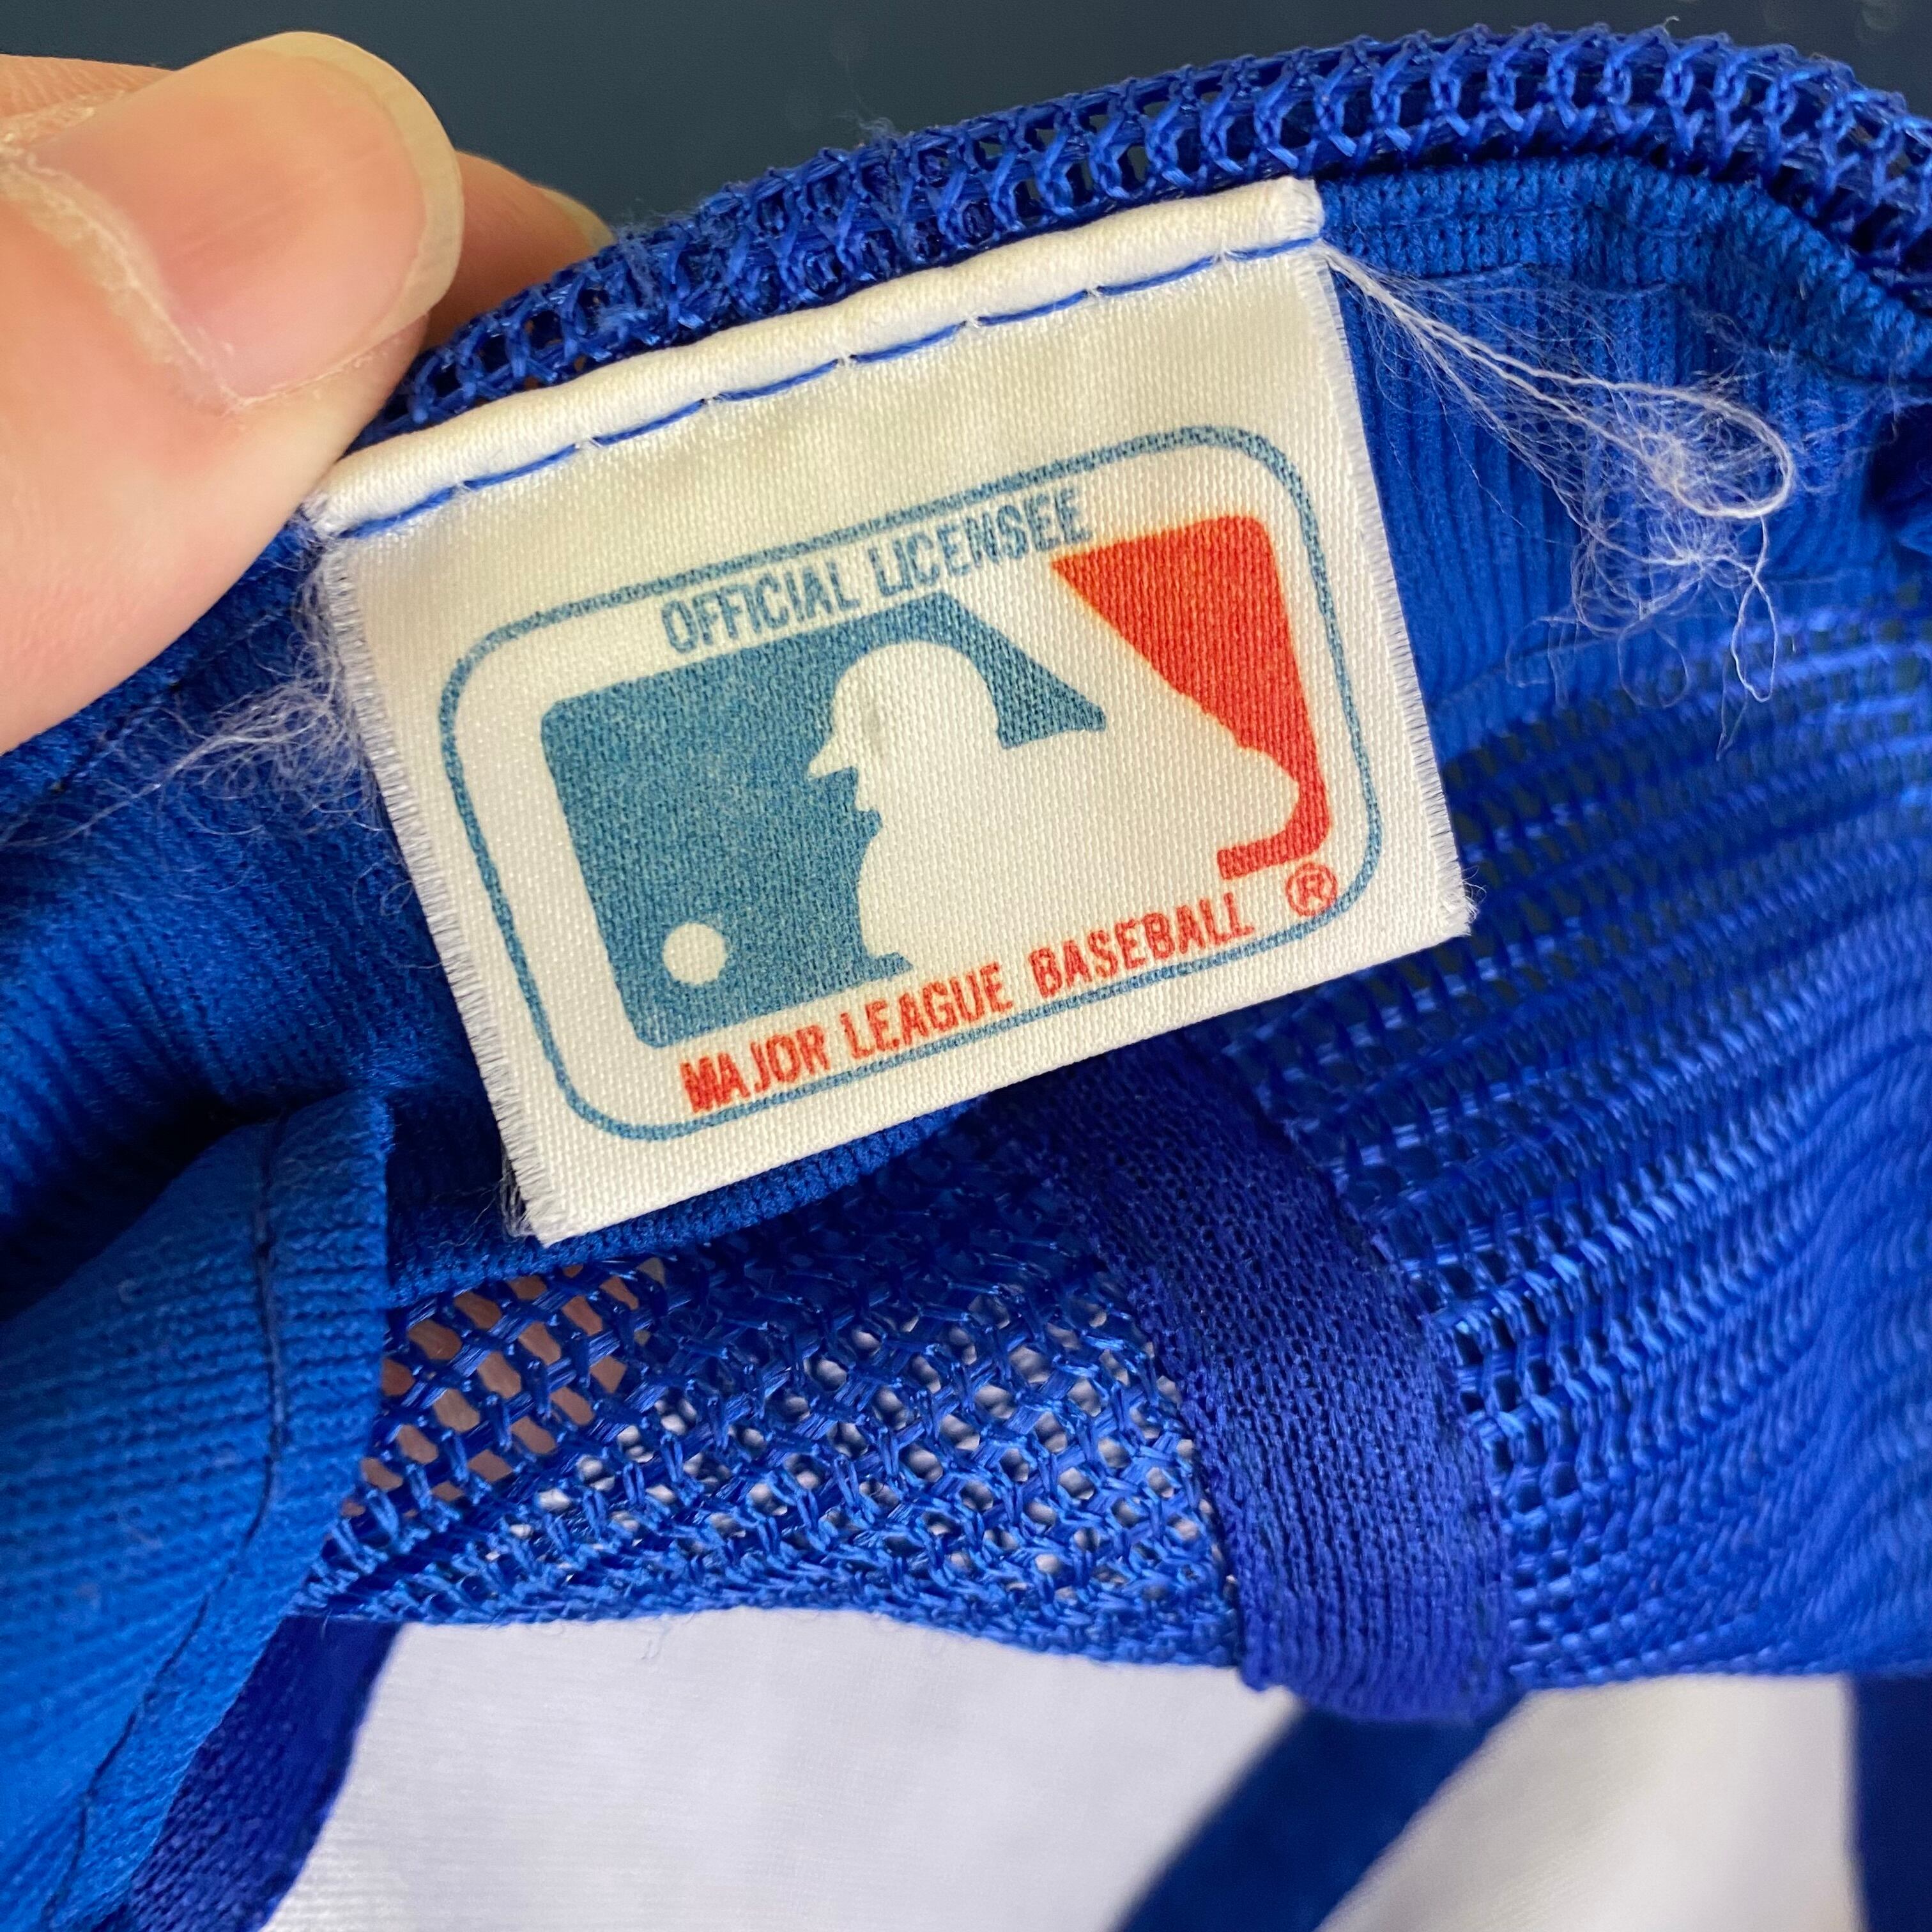 OFFICIAL LICENSEE
MAJOR LEAGUE BASEBALL ®